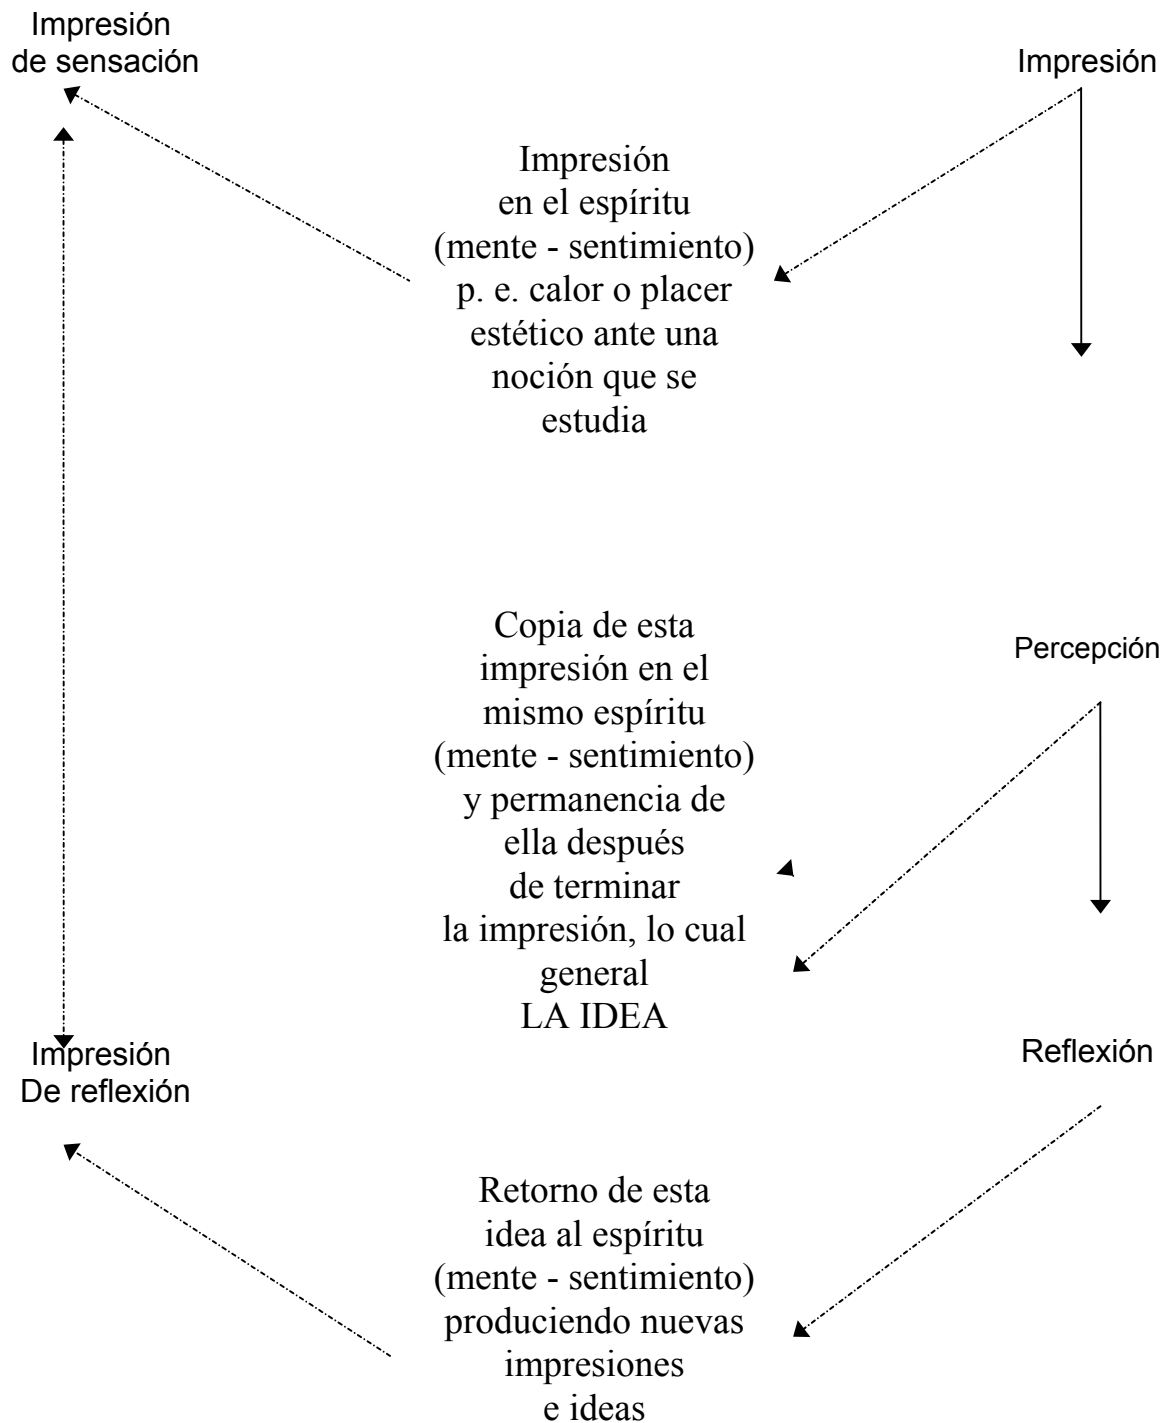 Impresión
de sensación
Impresión
Impresión
en el espíritu
(mente - sentimiento)
p. e. calor o placer
estético ante una
noción que se
estudia
Copia de esta
impresión en el
mismo espíritu
(mente - sentimiento)
y permanencia de
ella después
de terminar
la impresión, lo cual
general
LA IDEA
Percepción
Impresión
De reflexión
Reflexión
Retorno de esta
idea al espíritu
(mente - sentimiento)
produciendo nuevas
impresiones
e ideas